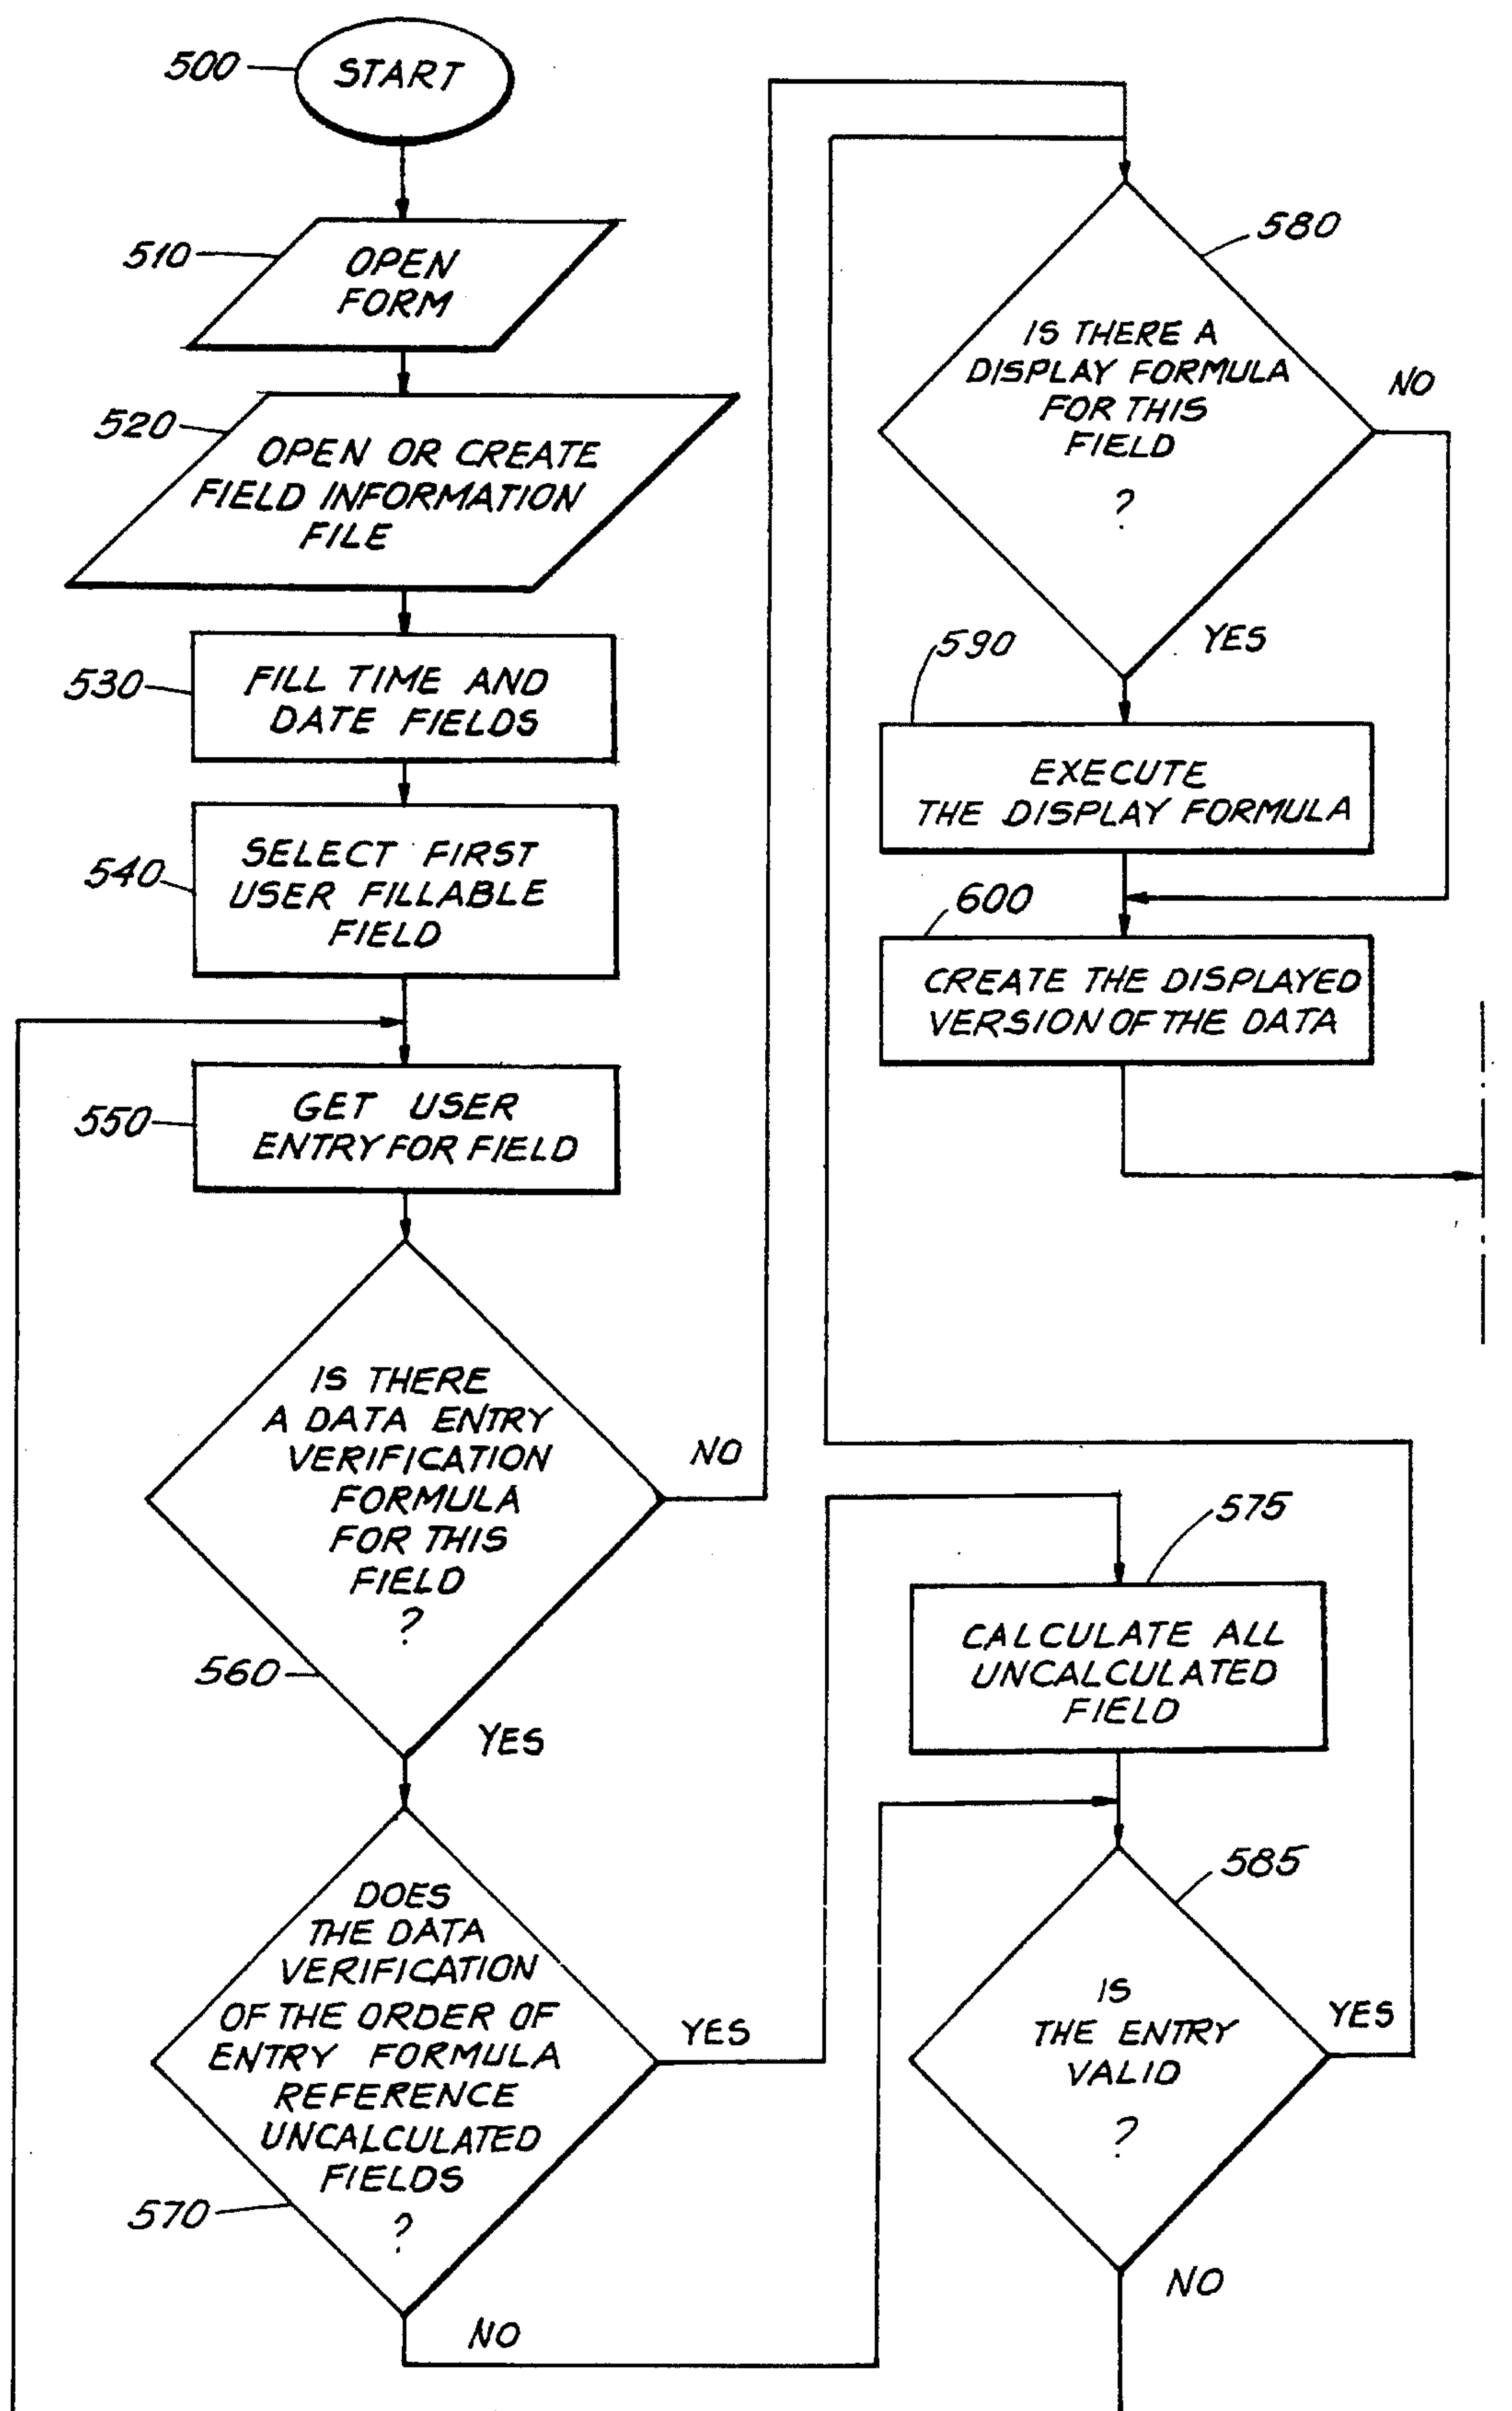 500
START
510
OPEN
FORM
520
OPEN OR CREATE
FIELD INFORMATION
FILE
530
FILL TIME AND
DATE FIELDS
540
SELECT FIRST
USER FILLABLE
FIELD
550
GET USER
ENTRY FOR FIELD
IS THERE
A DATA ENTRY
VERIFICATION
FORMULA
FOR THIS
FIELD
?
NO
560
YES
DOES
THE DATA
VERIFICATION
OF THE ORDER OF
ENTRY FORMULA
REFERENCE
UNCALCULATED
FIELDS
?
YES
570
NO
580
IS THERE A
DISPLAY FORMULA
FOR THIS
FIELD
?
NO
YES
590
EXECUTE
THE DISPLAY FORMULA
600
CREATE THE DISPLAYED
VERSION OF THE DATA
575
CALCULATE ALL
UNCALCULATED
FIELD
585
IS
THE ENTRY
VALID
?
YES
NO